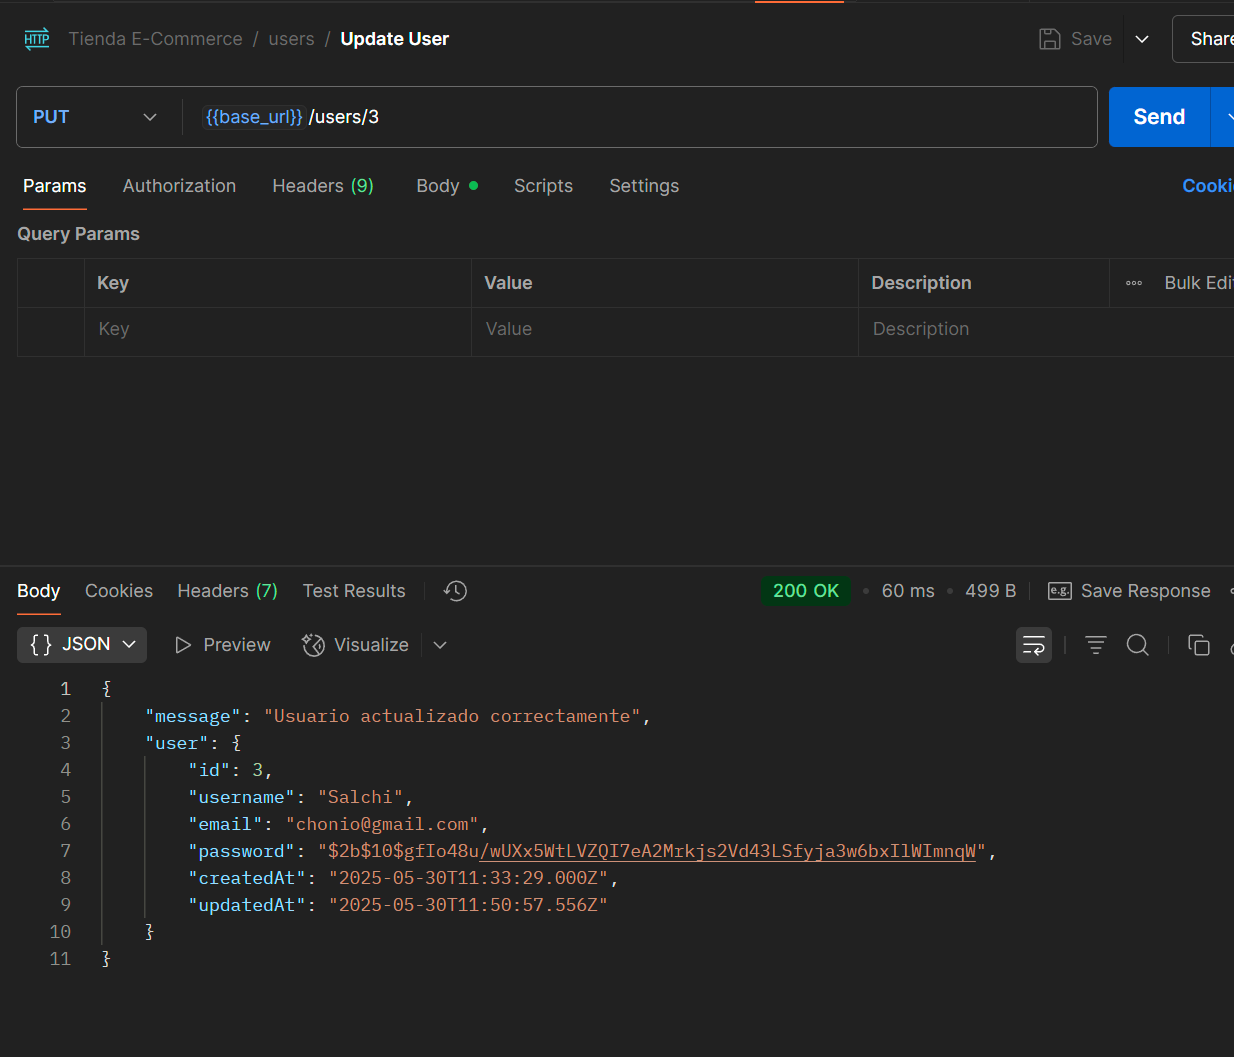 HTTP Tienda E-Commerce / users / Update User Save Share
PUT {{base_url}}/users/3 Send
Params Authorization Headers (9) Body Scripts Settings Cooki
Query Params
Key Value Description Bulk Edit
Key Value Description
Body Cookies Headers (7) Test Results 200 OK 60 ms 499 B e.g. Save Response
{} JSON Preview Visualize
1 {
2 "message": "Usuario actualizado correctamente",
3 "user": {
4 "id": 3,
5 "username": "Salchi",
6 "email": "chonio@gmail.com",
7 "password": "$2b$10$gfIo48u/wUXx5WtLVZQI7eA2Mrkjs2Vd43LSfyja3w6bxIlWImnqW",
8 "createdAt": "2025-05-30T11:33:29.000Z",
9 "updatedAt": "2025-05-30T11:50:57.556Z"
10 }
11 }